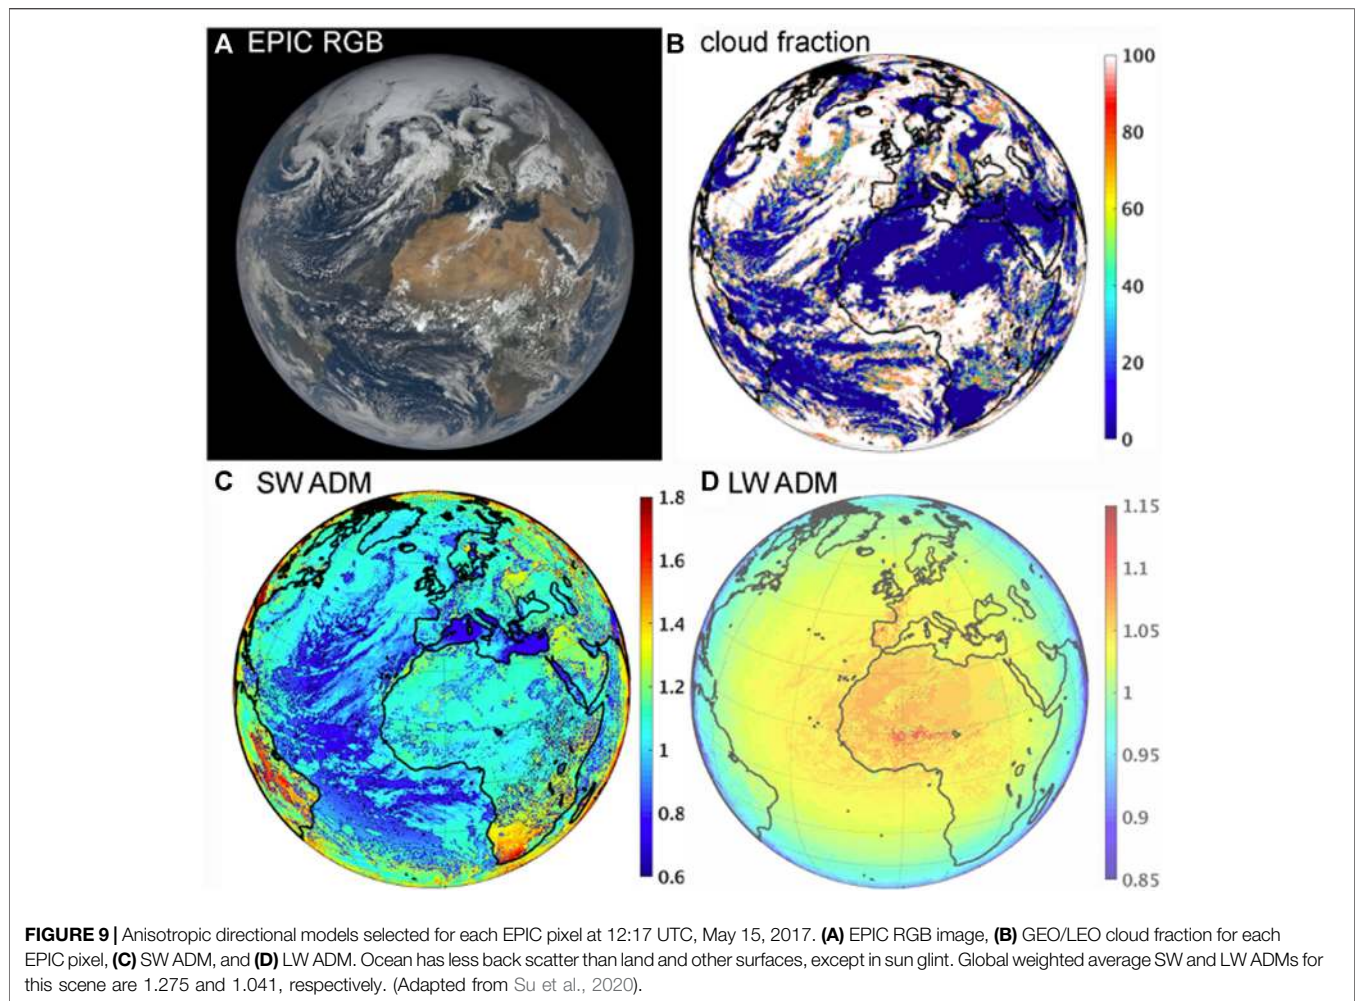 A EPIC RGB
B cloud fraction
100
80
60
40
20
0
C SW ADM
1.8
1.6
1.4
1.2
1
0.8
0.6
D LW ADM
1.15
1.1
1.05
1
0.95
0.9
0.85
FIGURE 9 | Anisotropic directional models selected for each EPIC pixel at 12:17 UTC, May 15, 2017. (A) EPIC RGB image, (B) GEO/LEO cloud fraction for each
EPIC pixel, (C) SW ADM, and (D) LW ADM. Ocean has less back scatter than land and other surfaces, except in sun glint. Global weighted average SW and LW ADMs for
this scene are 1.275 and 1.041, respectively. (Adapted from Su et al., 2020).